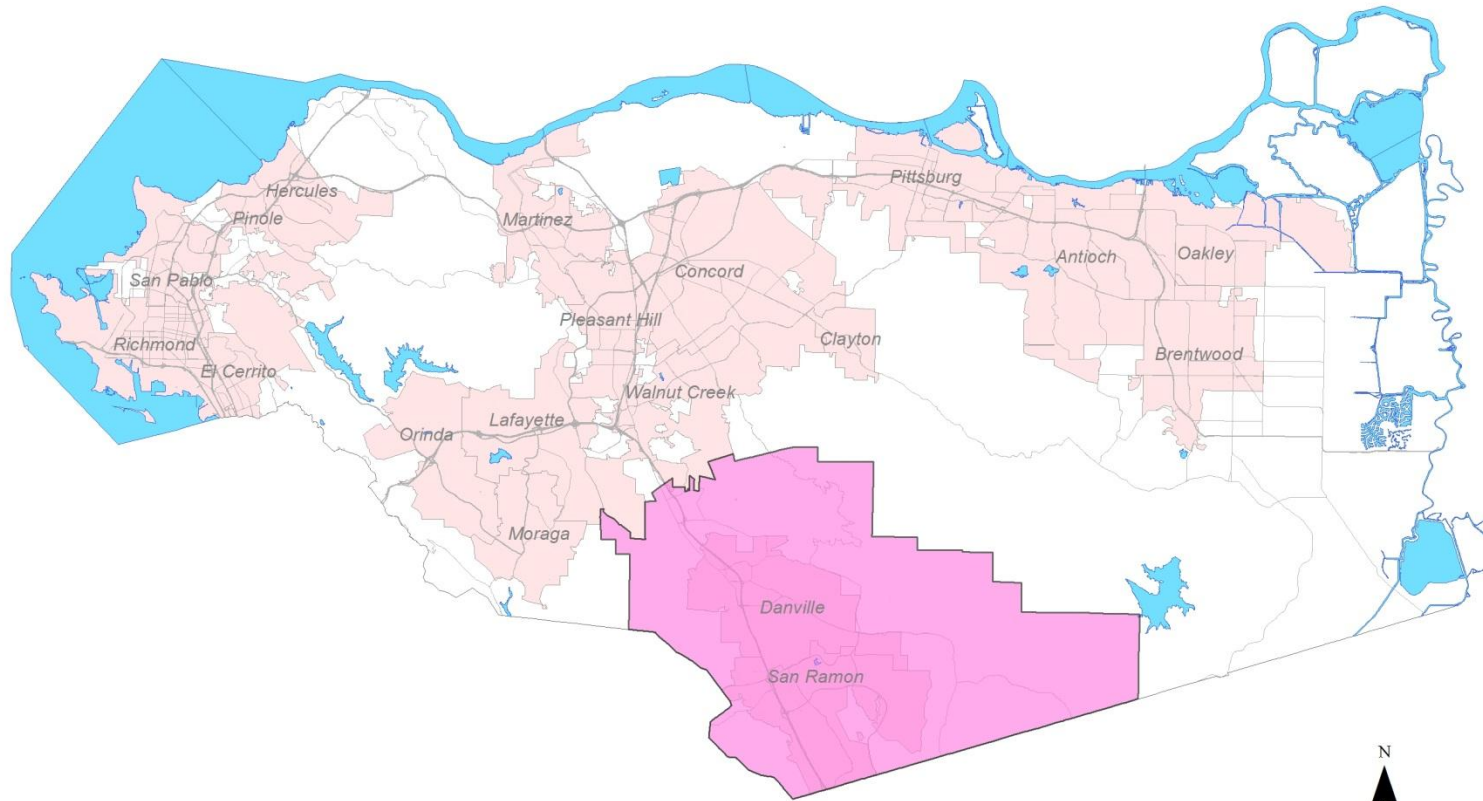 Hercules
Pinole
Martinez
Pittsburg
San Pablo
Concord
Antioch
Oakley
Richmond
El Cerrito
Pleasant Hill
Clayton
Brentwood
Walnut Creek
Lafayette
Orinda
Moraga
Danville
San Ramon
N